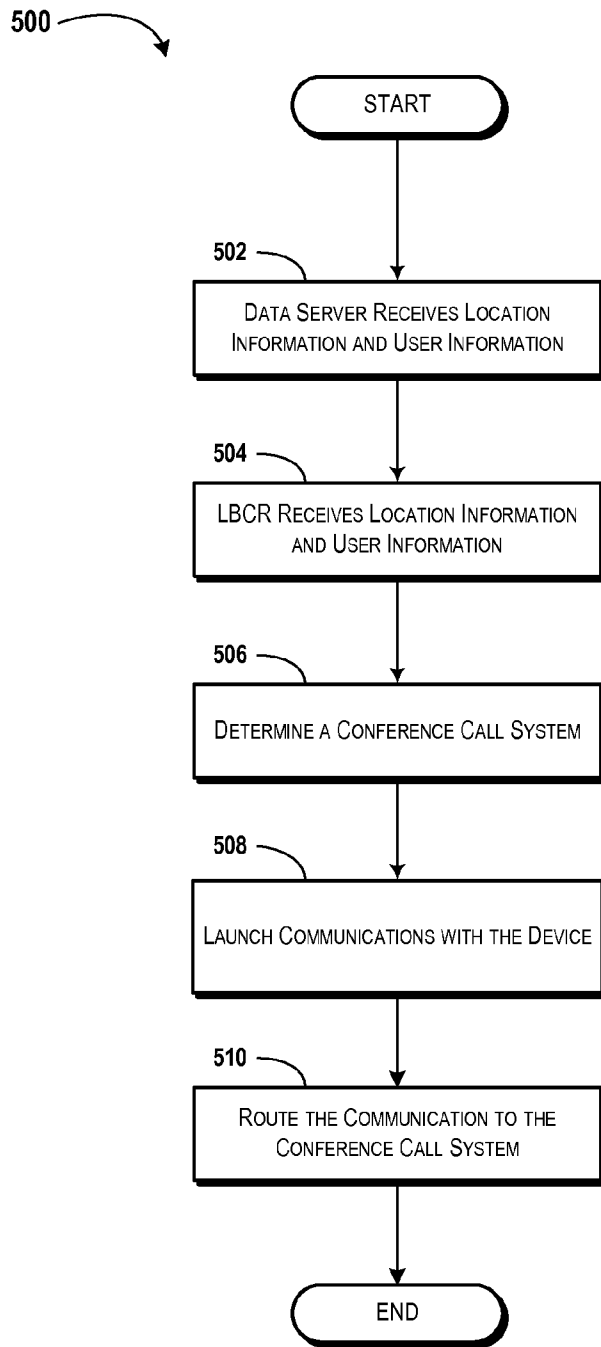 500
START
502
DATA SERVER RECEIVES LOCATION
INFORMATION AND USER INFORMATION
504
LBCR RECEIVES LOCATION INFORMATION
AND USER INFORMATION
506
DETERMINE A CONFERENCE CALL SYSTEM
508
LAUNCH COMMUNICATIONS WITH THE DEVICE
510
ROUTE THE COMMUNICATION TO THE
CONFERENCE CALL SYSTEM
END